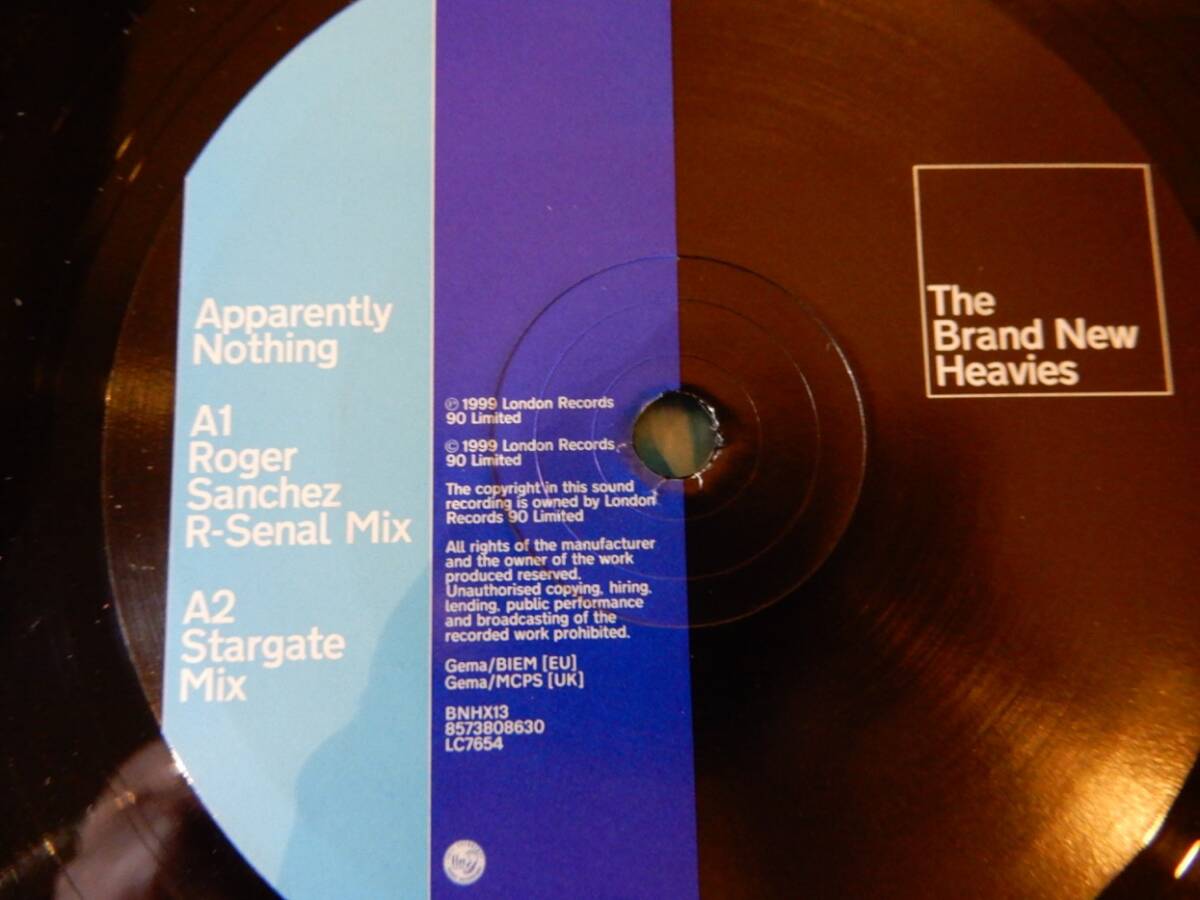 Apparently
Nothing
A1
Roger
Sanchez
R-Senal Mix
A2
Stargate
Mix
℗ 1999 London Records
90 Limited
© 1999 London Records
90 Limited
The copyright in this sound
recording is owned by London
Records 90 Limited
All rights of the manufacturer
and the owner of the work
produced reserved.
Unauthorised copying, hiring,
lending, public performance
and broadcasting of the
recorded work prohibited.
Gema/BIEM [EU]
Gema/MCPS [UK]
BNHX13
8573808630
LC7654
The
Brand New
Heavies